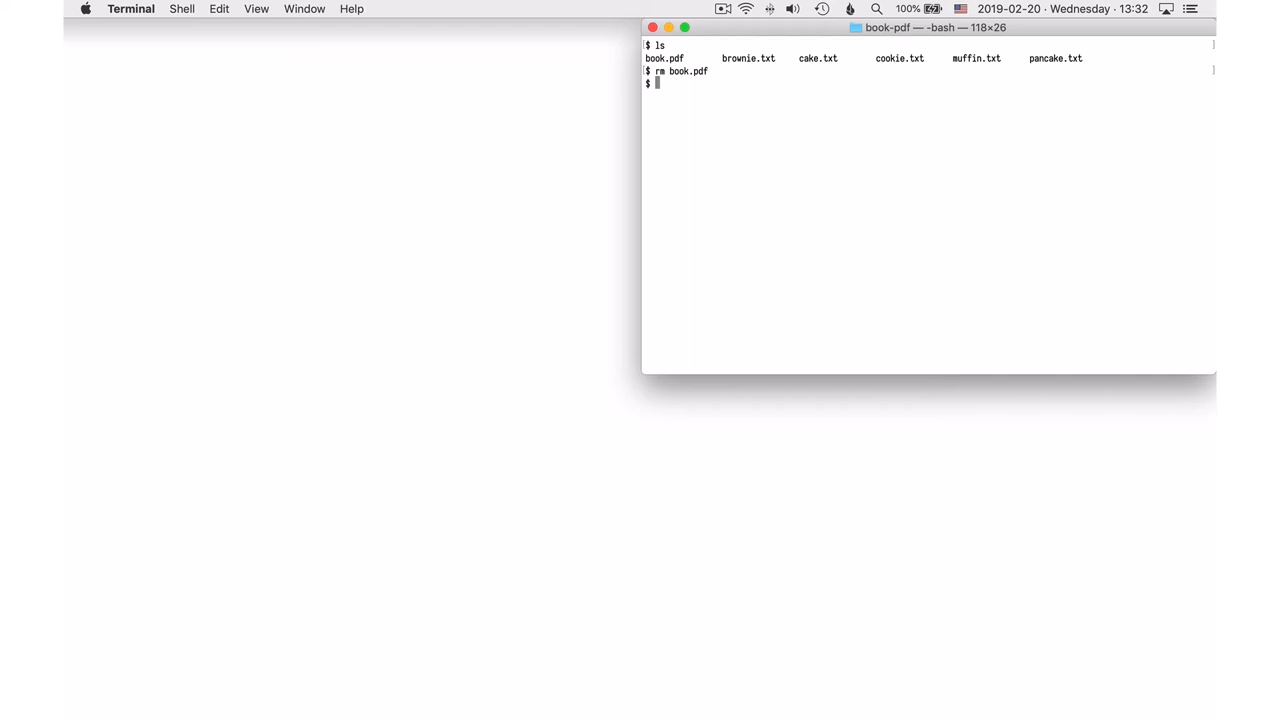 Terminal Shell Edit View Window Help 100% 2019-02-20 · Wednesday · 13:32
book-pdf — -bash — 118×26
[$ ls ]
book.pdf brownie.txt cake.txt cookie.txt muffin.txt pancake.txt
[$ rm book.pdf ]
$